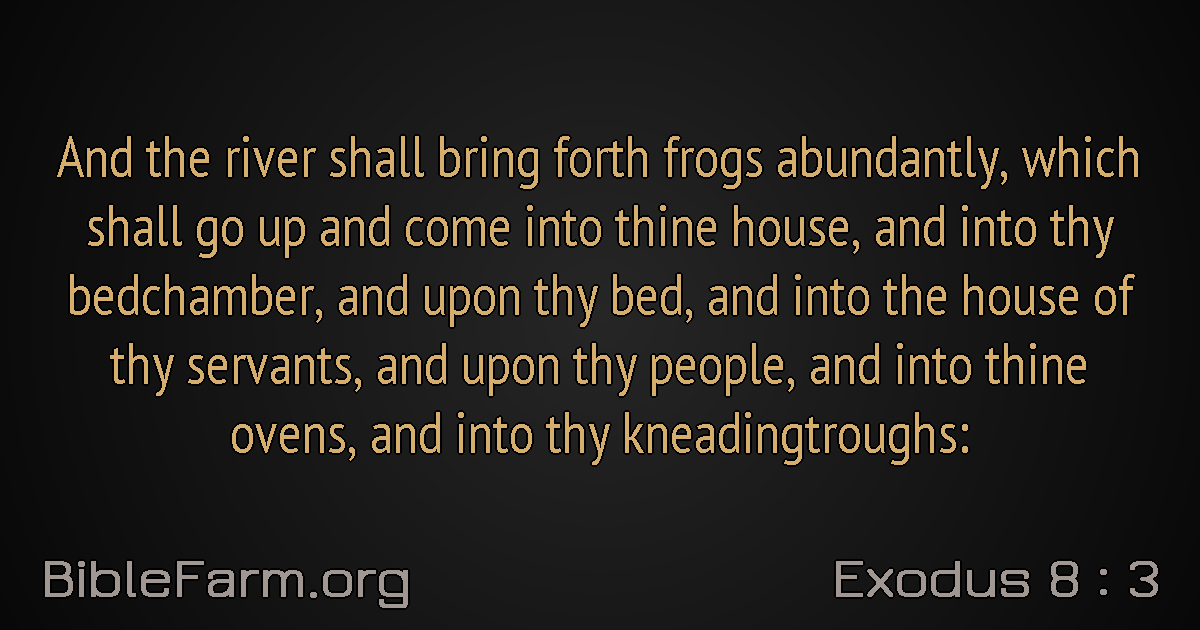 And the river shall bring forth frogs abundantly, which
shall go up and come into thine house, and into thy
bedchamber, and upon thy bed, and into the house of
thy servants, and upon thy people, and into thine
ovens, and into thy kneadingtroughs:
BibleFarm.org
Exodus 8 : 3